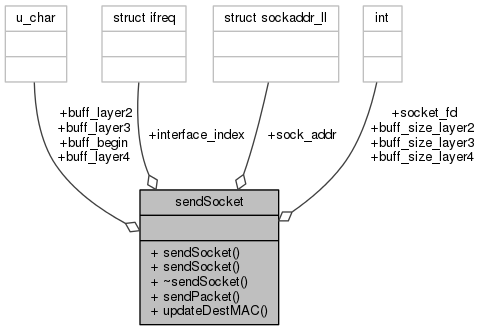 u_char
struct ifreq
struct sockaddr_ll
int
+buff_layer2
+buff_layer3
+buff_begin
+buff_layer4
+interface_index
+sock_addr
+socket_fd
+buff_size_layer2
+buff_size_layer3
+buff_size_layer4
sendSocket
+ sendSocket()
+ sendSocket()
+ ~sendSocket()
+ sendPacket()
+ updateDestMAC()